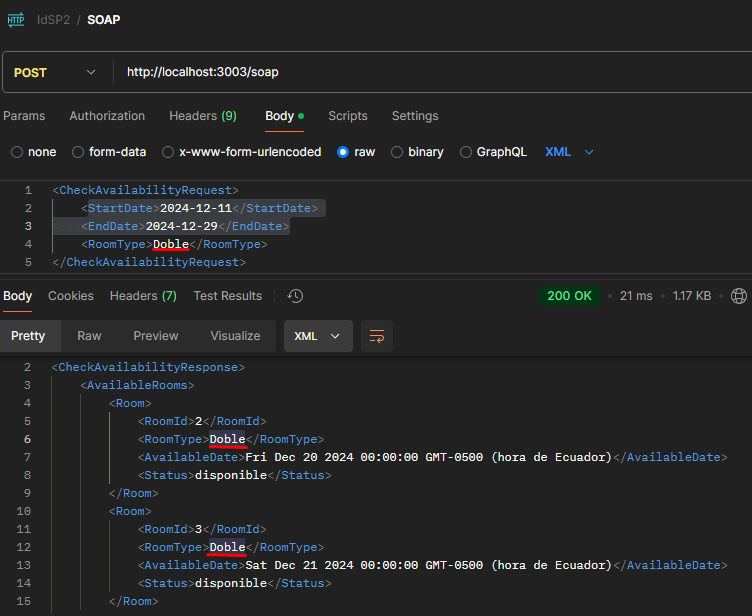 HTTP IdSP2 / SOAP
POST http://localhost:3003/soap
Params Authorization Headers (9) Body Scripts Settings
none form-data x-www-form-urlencoded raw binary GraphQL XML
1 <CheckAvailabilityRequest>
2 <StartDate>2024-12-11</StartDate>
3 <EndDate>2024-12-29</EndDate>
4 <RoomType>Doble</RoomType>
5 </CheckAvailabilityRequest>
Body Cookies Headers (7) Test Results 200 OK 21 ms 1.17 KB
Pretty Raw Preview Visualize XML
2 <CheckAvailabilityResponse>
3 <AvailableRooms>
4 <Room>
5 <RoomId>2</RoomId>
6 <RoomType>Doble</RoomType>
7 <AvailableDate>Fri Dec 20 2024 00:00:00 GMT-0500 (hora de Ecuador)</AvailableDate>
8 <Status>disponible</Status>
9 </Room>
10 <Room>
11 <RoomId>3</RoomId>
12 <RoomType>Doble</RoomType>
13 <AvailableDate>Sat Dec 21 2024 00:00:00 GMT-0500 (hora de Ecuador)</AvailableDate>
14 <Status>disponible</Status>
15 </Room>